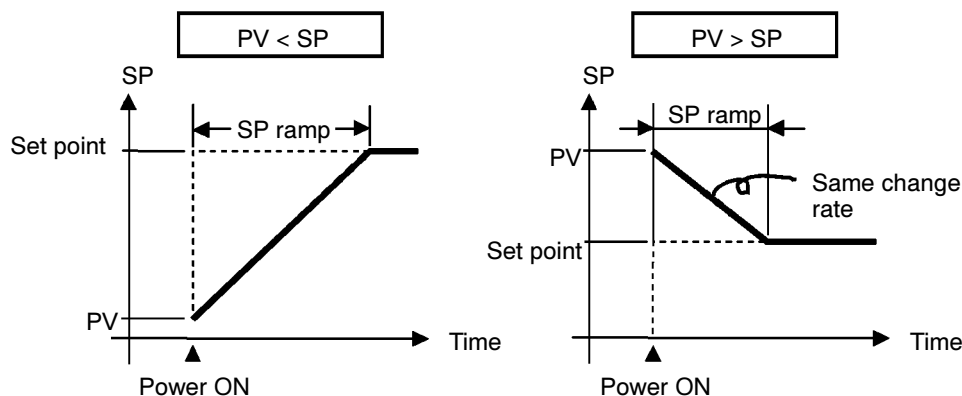 PV < SP
SP
SP ramp
Set point
PV
Time
Power ON
PV > SP
SP
SP ramp
PV
Same change
rate
Set point
Time
Power ON